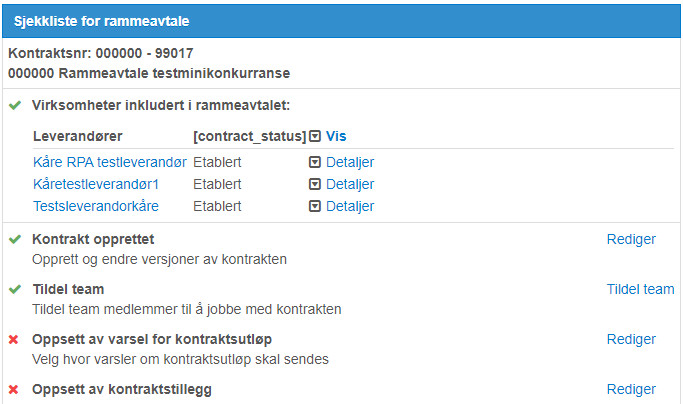 Sjekkliste for rammeavtale
Kontraktsnr: 000000 - 99017
000000 Rammeavtale testminikonkurranse
Virksomheter inkludert i rammeavtalet:
Leverandører [contract_status] Vis
Kåre RPA testleverandør Etablert Detaljer
Kåretestleverandør1 Etablert Detaljer
Testsleverandorkåre Etablert Detaljer
Kontrakt opprettet Rediger
Opprett og endre versjoner av kontrakten
Tildel team Tildel team
Tildel team medlemmer til å jobbe med kontrakten
Oppsett av varsel for kontraktsutløp Rediger
Velg hvor varsler om kontraktsutløp skal sendes
Oppsett av kontraktstillegg Rediger